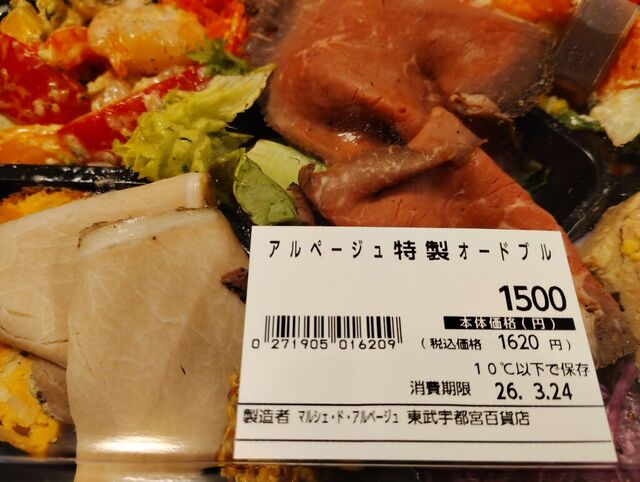 アルページュ特製オードブル
1500
本体価格(円)
(税込価格 1620 円)
0 271905 016209
10℃以下で保存
消費期限 26. 3.24
製造者 マルシェ・ド・アルページュ 東武宇都宮百貨店